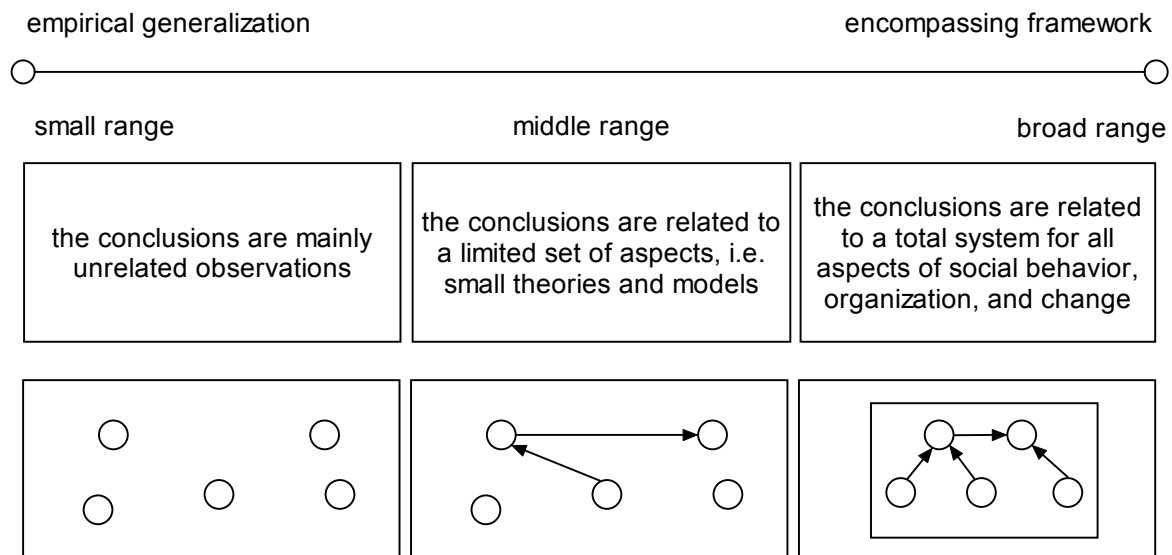 empirical generalization
encompassing framework
small range
middle range
broad range
the conclusions are mainly
unrelated observations
the conclusions are related to
a limited set of aspects, i.e.
small theories and models
the conclusions are related
to a total system for all
aspects of social behavior,
organization, and change